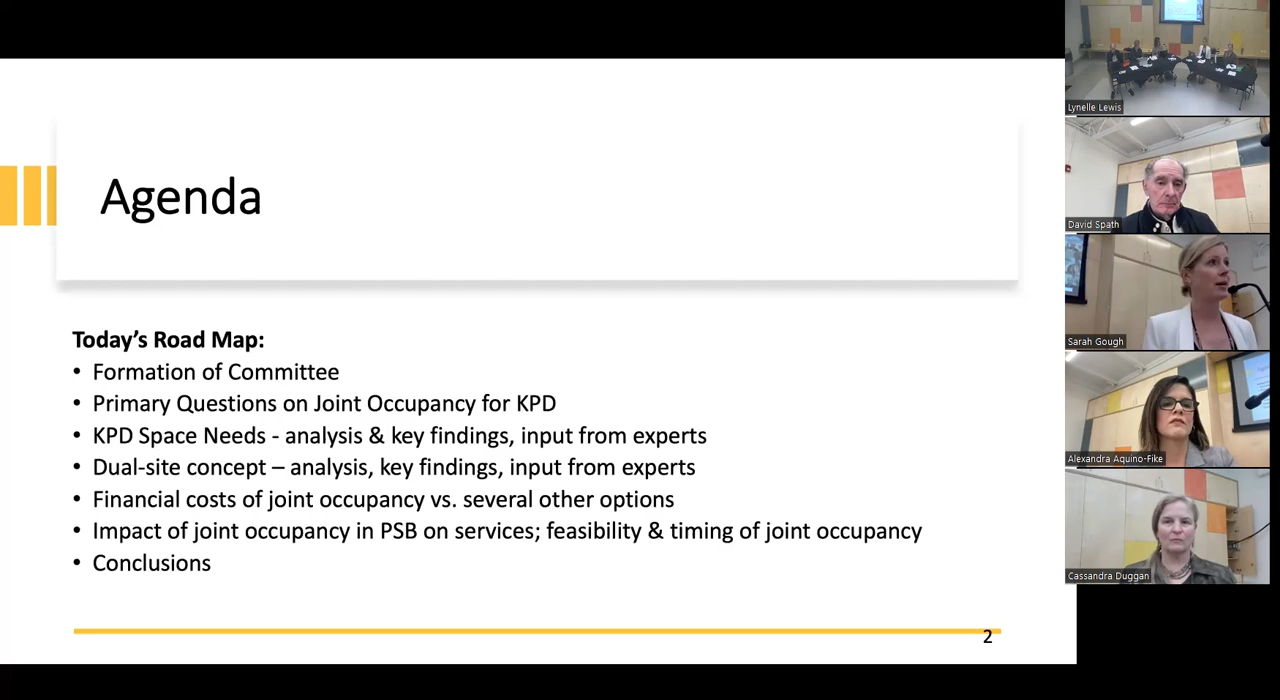 Agenda
Today’s Road Map:
• Formation of Committee
• Primary Questions on Joint Occupancy for KPD
• KPD Space Needs - analysis & key findings, input from experts
• Dual-site concept – analysis, key findings, input from experts
• Financial costs of joint occupancy vs. several other options
• Impact of joint occupancy in PSB on services; feasibility & timing of joint occupancy
• Conclusions
2
Lynelle Lewis
David Spath
Sarah Gough
Alexandra Aquino-Fike
Cassandra Duggan